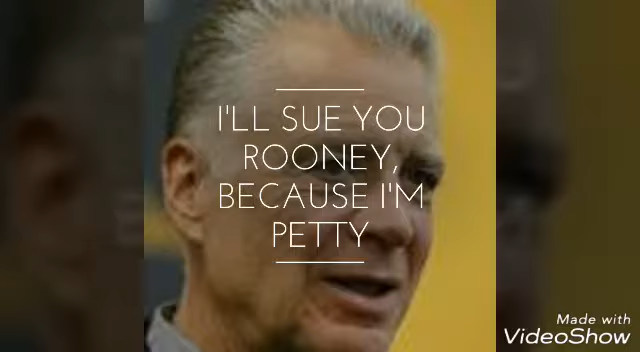 I'LL SUE YOU
ROONEY,
BECAUSE I'M
PETTY
Made with
VideoShow